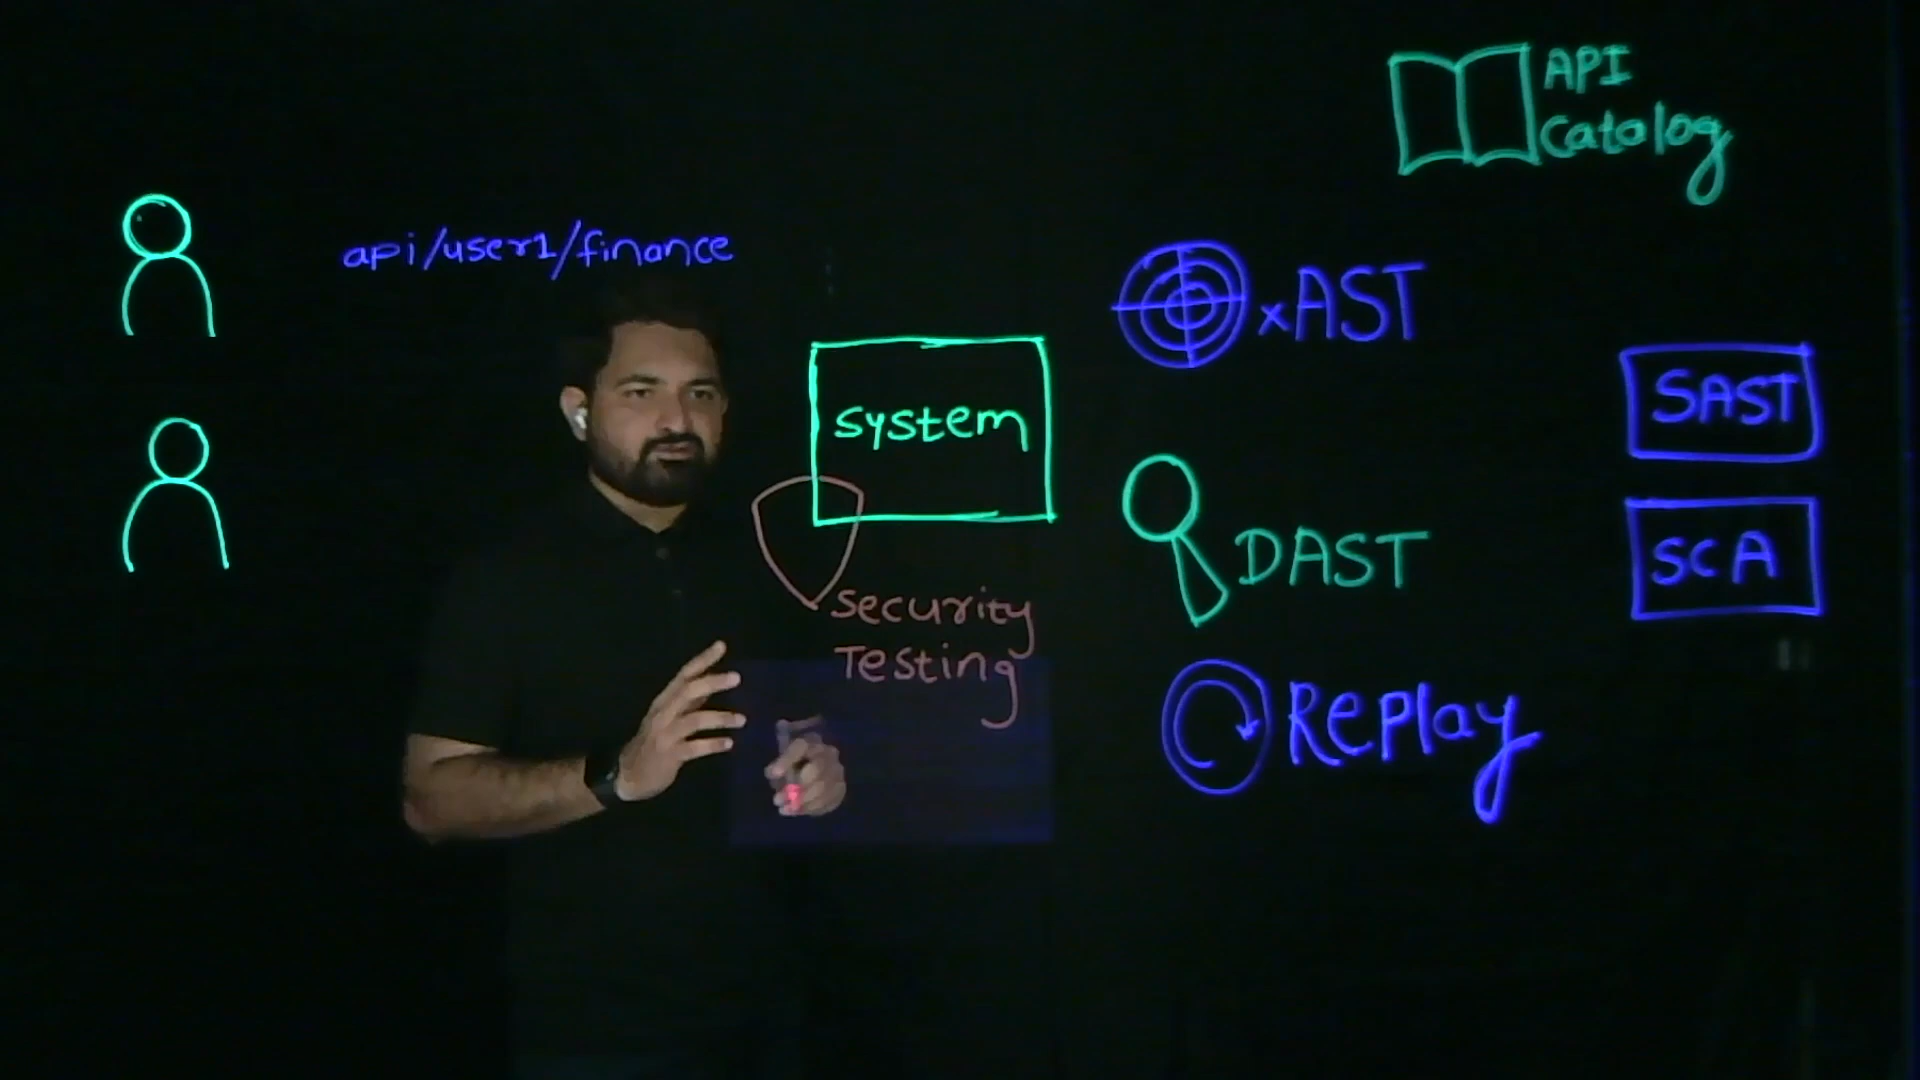 API
Catalog
api/user1/finance
xAST
system
SAST
DAST
SCA
security
Testing
Replay